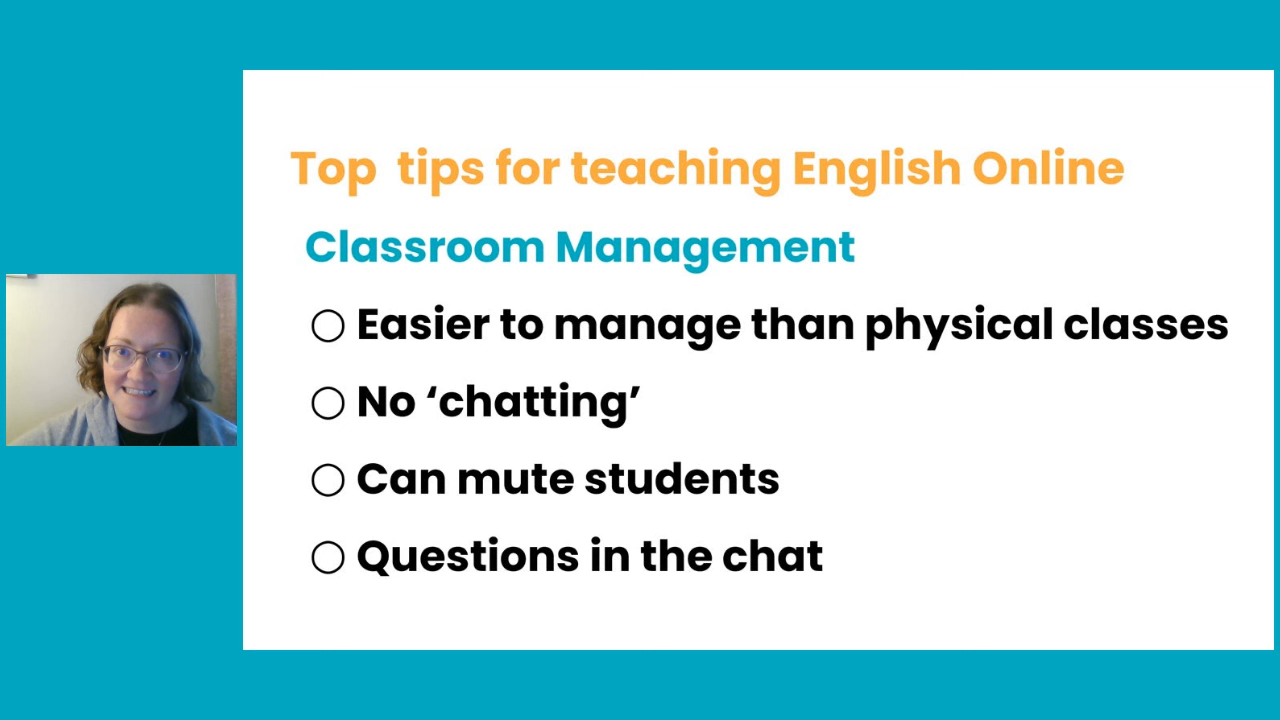 Top tips for teaching English Online
Classroom Management
Easier to manage than physical classes
No ‘chatting’
Can mute students
Questions in the chat